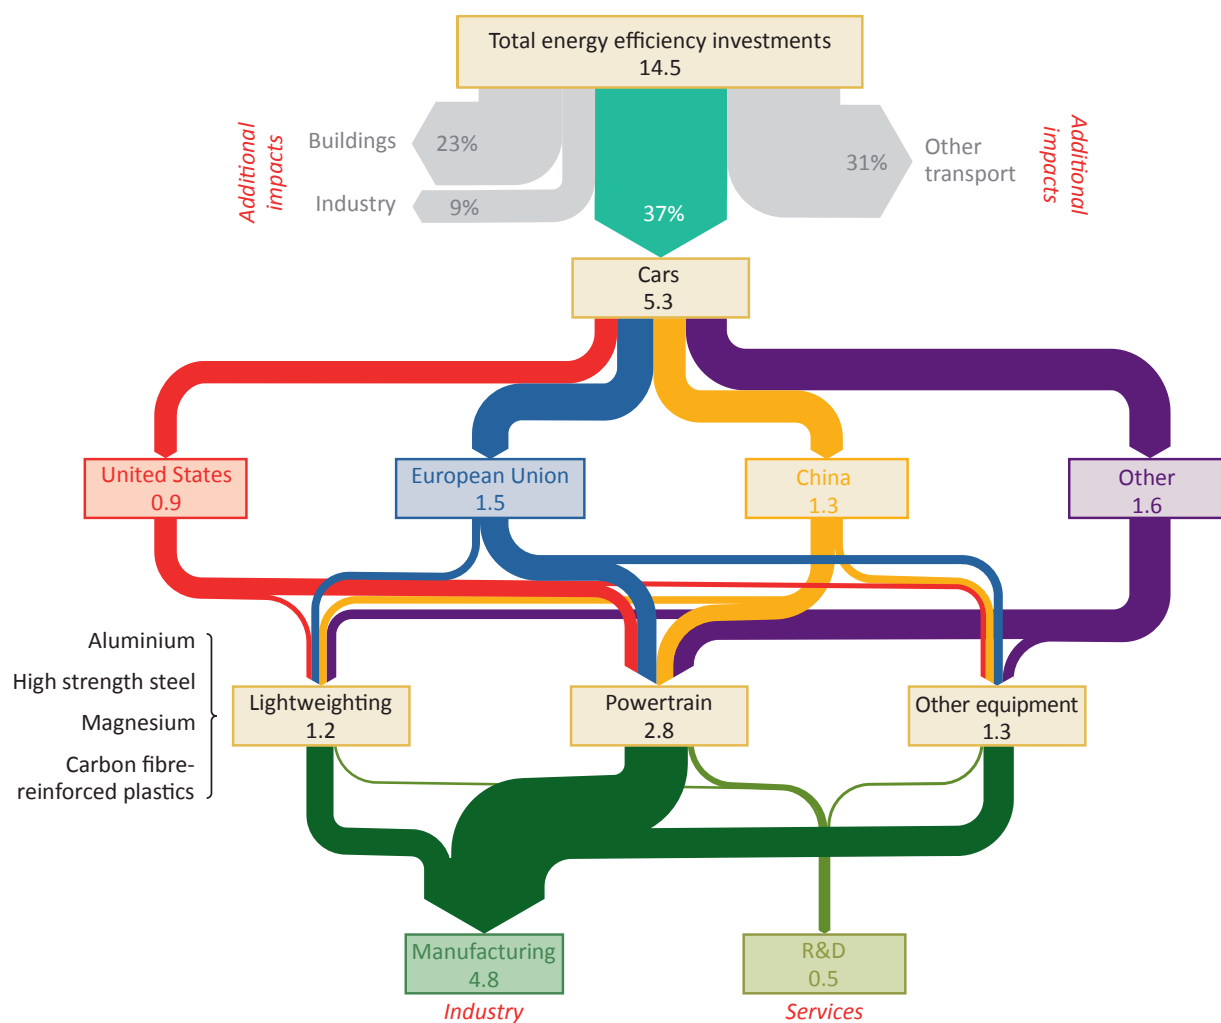 Total energy efficiency investments
14.5
Additional
impacts
Buildings
23%
Industry
9%
37%
31%
Other
transport
Additional
impacts
Cars
5.3
United States
0.9
European Union
1.5
China
1.3
Other
1.6
Aluminium
High strength steel
Magnesium
Carbon fibre-
reinforced plastics
Lightweighting
1.2
Powertrain
2.8
Other equipment
1.3
Manufacturing
4.8
Industry
R&D
0.5
Services